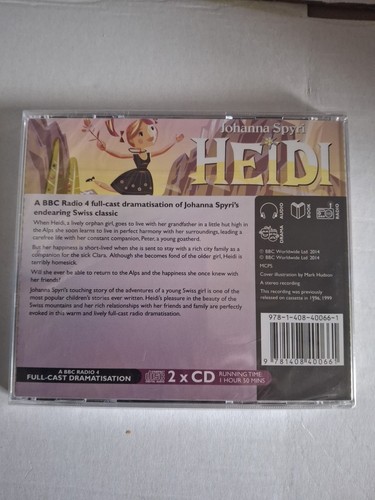 Johanna Spyri
HEIDI
A BBC Radio 4 full-cast dramatisation of Johanna Spyri's
endearing Swiss classic
When Heidi, a lively orphan girl, goes to live with her grandfather in a little hut high in
the Alps she soon learns to live in perfect harmony with her surroundings, leading a
carefree life with her constant companion, Peter, a young goatherd.
But her happiness is short-lived when she is sent to stay with a rich city family as a
companion for the sick Clara. Although she becomes fond of the older girl, Heidi is
terribly homesick.
Will she ever be able to return to the Alps and the happiness she once knew with
her friends?
Johanna Spyri's touching story of the adventures of a young Swiss girl is one of the
most popular children's stories ever written. Heidi's pleasure in the beauty of the
Swiss mountains and her rich relationships with her friends and family are perfectly
evoked in this warm and lively full-cast radio dramatisation.
AUDIO
BOOK
RADIO
DRAMA
℗ BBC Worldwide Ltd 2014
© BBC Worldwide Ltd 2014
MCPS
Cover illustration by Mark Hudson
A stereo recording
This recording was previously
released on cassette in 1996, 1999
978-1-408-40066-1
9 781408 400661
A BBC RADIO 4
FULL-CAST DRAMATISATION
2 x CD
RUNNING TIME
1 HOUR 50 MINS